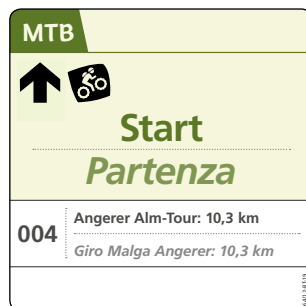 MTB
Start
Partenza
004
Angerer Alm-Tour: 10,3 km
Giro Malga Angerer: 10,3 km